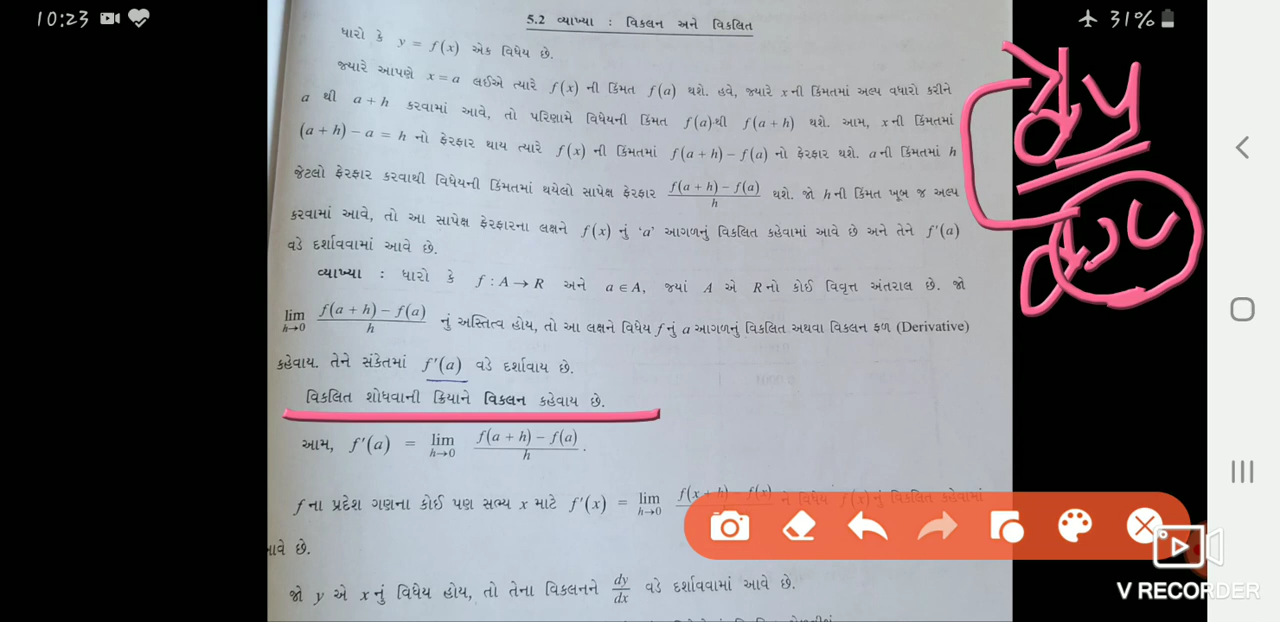 10:23
31%
5.2 વ્યાખ્યા : વિકલન અને વિકલિત
ધારો કે y = f(x) એક વિધેય છે.
જ્યારે આપણે x = a લઈએ ત્યારે f(x) ની કિંમત f(a) થશે. હવે, જ્યારે x ની કિંમતમાં અલ્પ વધારો કરીને
a થી a + h કરવામાં આવે, તો પરિણામે વિધેયની કિંમત f(a) થી f(a + h) થશે. આમ, x ની કિંમતમાં
(a + h) − a = h નો ફેરફાર થાય ત્યારે f(x) ની કિંમતમાં f(a + h) − f(a) નો ફેરફાર થશે. a ની કિંમતમાં h
જેટલો ફેરફાર કરવાથી વિધેયની કિંમતમાં થયેલો સાપેક્ષ ફેરફાર f(a + h) − f(a) / h થશે. જો h ની કિંમત ખૂબ જ અલ્પ
કરવામાં આવે, તો આ સાપેક્ષ ફેરફારના લક્ષને f(x) નું 'a' આગળનું વિકલિત કહેવામાં આવે છે અને તેને f'(a)
વડે દર્શાવવામાં આવે છે.
વ્યાખ્યા : ધારો કે f : A → R અને a ∈ A, જ્યાં A એ R નો કોઈ વિવૃત્ત અંતરાલ છે. જો
lim h→0 f(a + h) − f(a) / h નું અસ્તિત્વ હોય, તો આ લક્ષને વિધેય f નું a આગળનું વિકલિત અથવા વિકલન ફળ (Derivative)
કહેવાય. તેને સંકેતમાં f'(a) વડે દર્શાવાય છે.
વિકલિત શોધવાની ક્રિયાને વિકલન કહેવાય છે.
આમ, f'(a) = lim h→0 f(a + h) − f(a) / h .
f ના પ્રદેશ ગણના કોઈ પણ સભ્ય x માટે f'(x) = lim h→0 f(x + h) − f(x) ને વિધેય f(x) નું વિકલિત કહેવામાં
આવે છે.
જો y એ x નું વિધેય હોય, તો તેના વિકલનને dy/dx વડે દર્શાવવામાં આવે છે.
dy
dx
V RECORDER